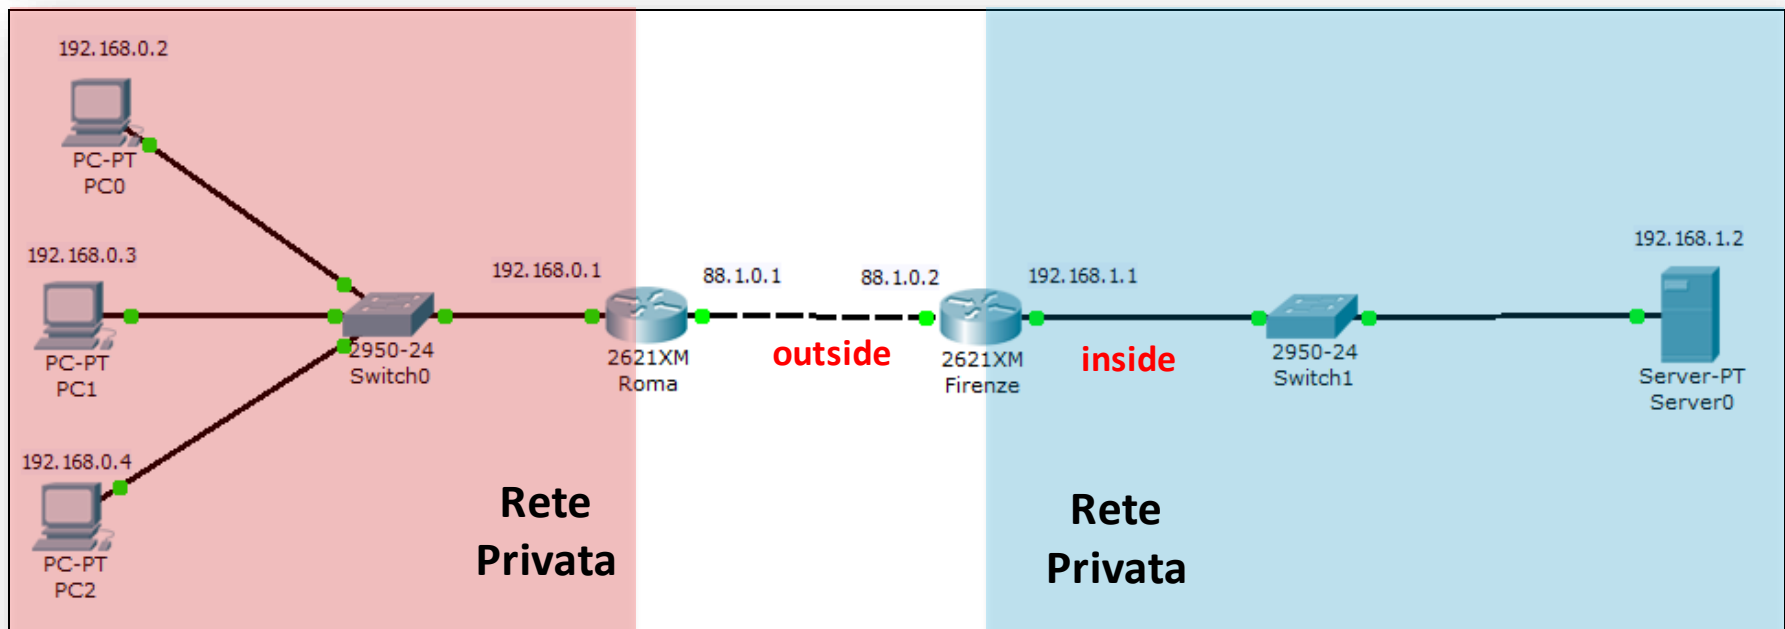 192.168.0.2
PC-PT
PC0
192.168.0.3
PC-PT
PC1
192.168.0.4
PC-PT
PC2
2950-24
Switch0
192.168.0.1
2621XM
Roma
88.1.0.1
outside
88.1.0.2
2621XM
Firenze
192.168.1.1
inside
2950-24
Switch1
192.168.1.2
Server-PT
Server0
Rete
Privata
Rete
Privata